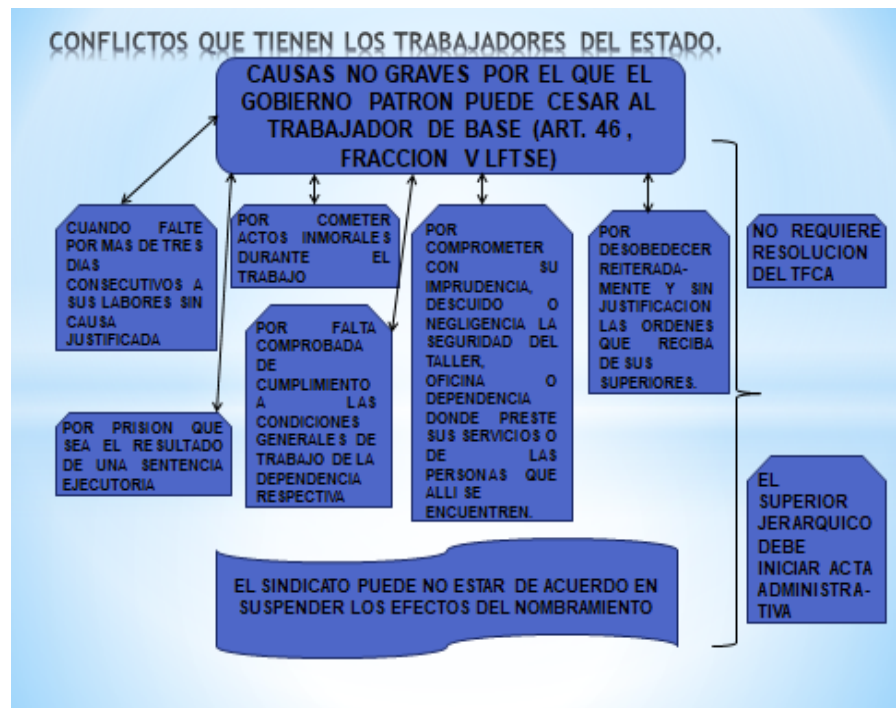 CONFLICTOS QUE TIENEN LOS TRABAJADORES DEL ESTADO.
CAUSAS NO GRAVES POR EL QUE EL
GOBIERNO PATRON PUEDE CESAR AL
TRABAJADOR DE BASE (ART. 46 ,
FRACCION V LFTSE)
CUANDO FALTE
POR MAS DE TRES
DIAS
CONSECUTIVOS A
SUS LABORES SIN
CAUSA
JUSTIFICADA
POR COMETER
ACTOS INMORALES
DURANTE EL
TRABAJO
POR
COMPROMETER
CON SU
IMPRUDENCIA,
DESCUIDO O
NEGLIGENCIA LA
SEGURIDAD DEL
TALLER,
OFICINA O
DEPENDENCIA
DONDE PRESTE
SUS SERVICIOS O
DE LAS
PERSONAS QUE
ALLI SE
ENCUENTREN.
POR
DESOBEDECER
REITERADA-
MENTE Y SIN
JUSTIFICACION
LAS ORDENES
QUE RECIBA
DE SUS
SUPERIORES.
NO REQUIERE
RESOLUCION
DEL TFCA
POR FALTA
COMPROBADA
DE
CUMPLIMIENTO
A LAS
CONDICIONES
GENERALES DE
TRABAJO DE LA
DEPENDENCIA
RESPECTIVA
POR PRISION QUE
SEA EL RESULTADO
DE UNA SENTENCIA
EJECUTORIA
EL
SUPERIOR
JERARQUICO
DEBE
INICIAR ACTA
ADMINISTRA-
TIVA
EL SINDICATO PUEDE NO ESTAR DE ACUERDO EN
SUSPENDER LOS EFECTOS DEL NOMBRAMIENTO